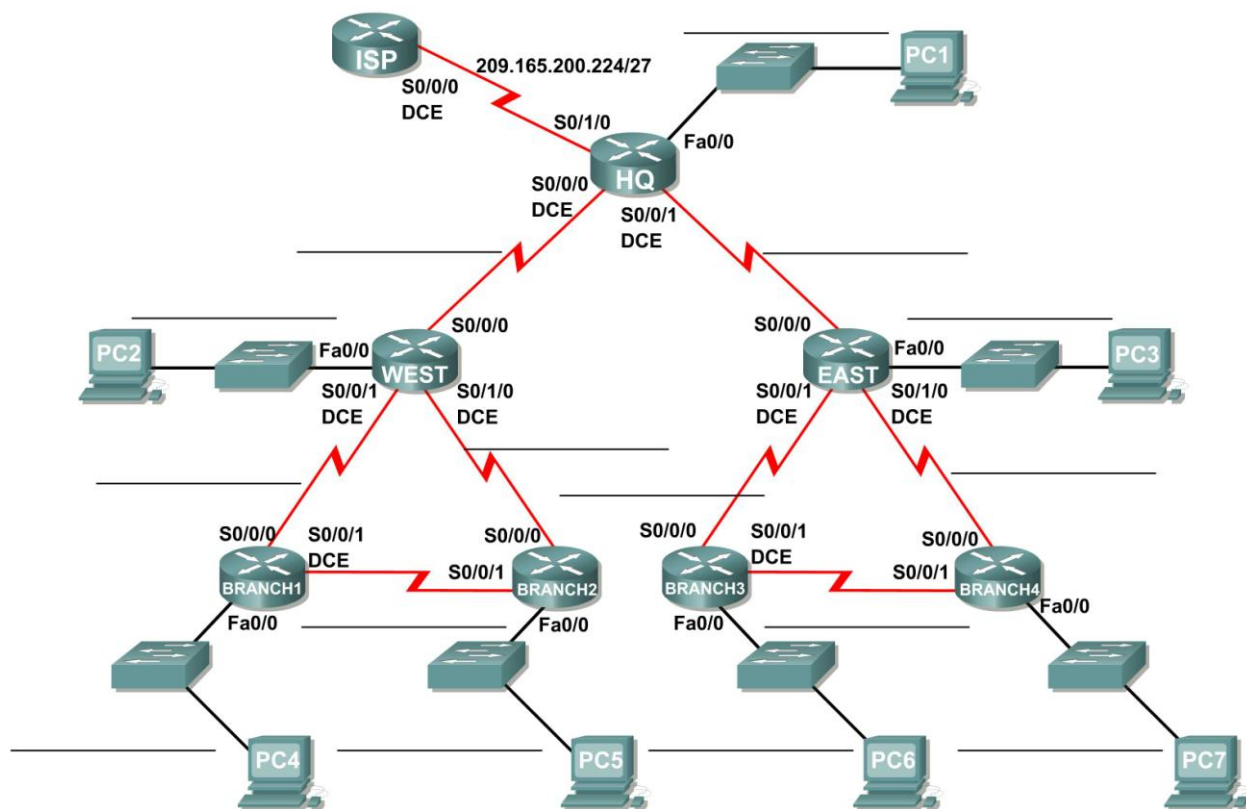 ISP
209.165.200.224/27
PC1
S0/0/0
DCE
S0/1/0
Fa0/0
HQ
S0/0/0
DCE
S0/0/1
DCE
S0/0/0
S0/0/0
PC2
Fa0/0
WEST
EAST
Fa0/0
PC3
S0/0/1
DCE
S0/1/0
DCE
S0/0/1
DCE
S0/1/0
DCE
S0/0/0
S0/0/1
DCE
S0/0/0
S0/0/0
S0/0/1
DCE
S0/0/0
BRANCH1
S0/0/1
BRANCH2
BRANCH3
S0/0/1
BRANCH4
Fa0/0
Fa0/0
Fa0/0
Fa0/0
PC4
PC5
PC6
PC7